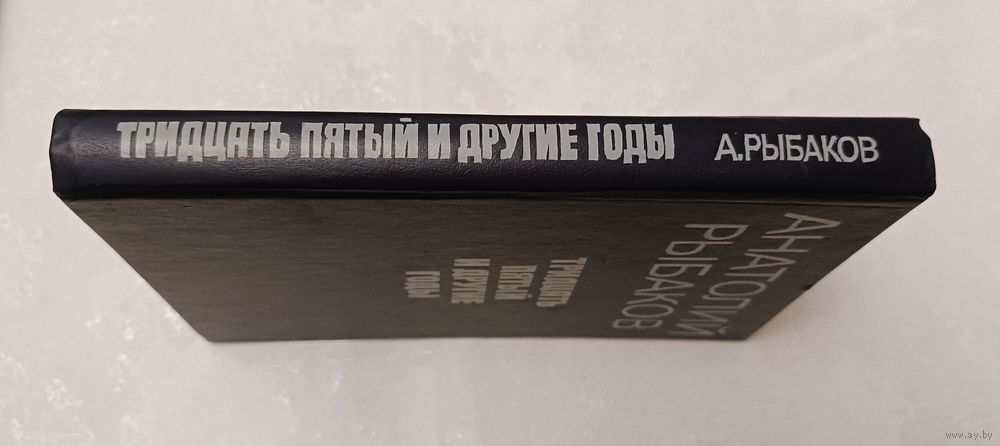 ТРИДЦАТЬ ПЯТЫЙ И ДРУГИЕ ГОДЫ А.РЫБАКОВ
АНАТОЛИЙ
РЫБАКОВ
ТРИДЦАТЬ
ПЯТЫЙ
И ДРУГИЕ
ГОДЫ
www.ay.by